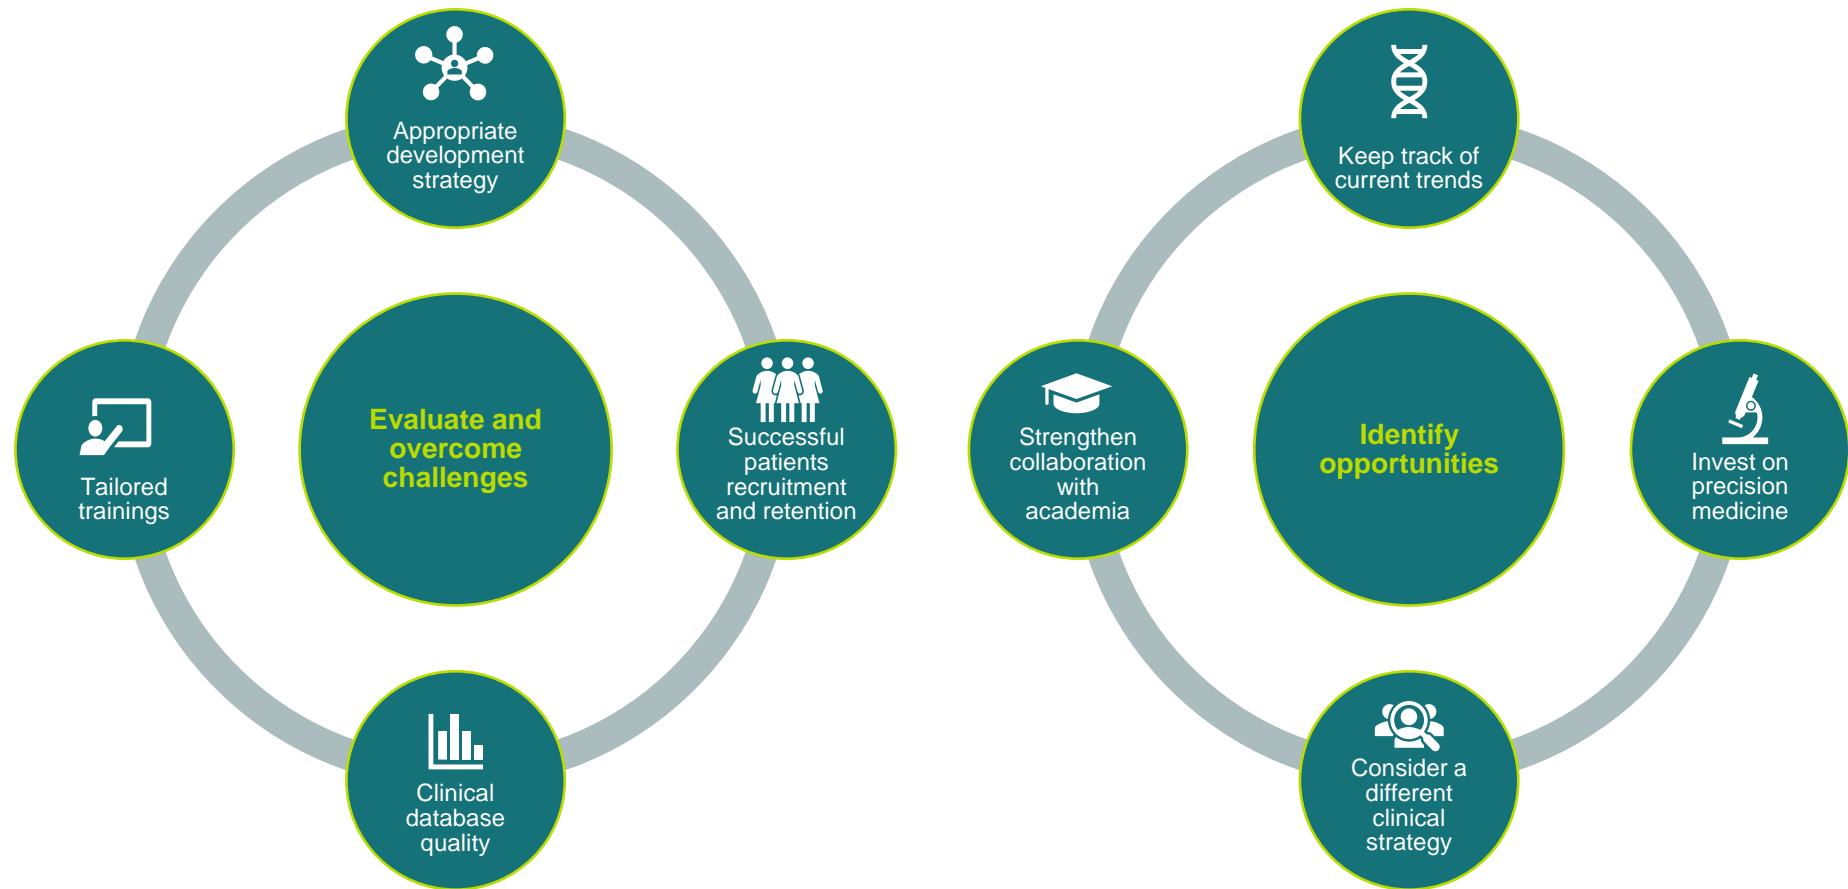 Appropriate
development
strategy
Evaluate and
overcome
challenges
Successful
patients
recruitment
and retention
Clinical
database
quality
Tailored
trainings
Keep track of
current trends
Identify
opportunities
Invest on
precision
medicine
Consider a
different
clinical
strategy
Strengthen
collaboration
with
academia